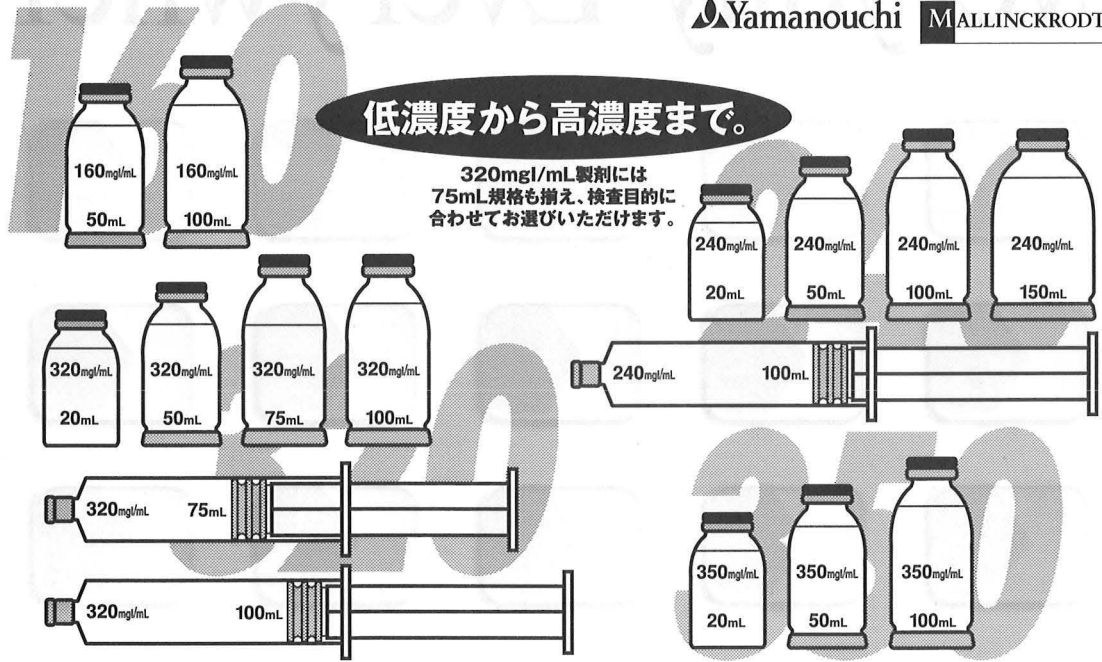 Yamanouchi MALLINCKRODT
160
低濃度から高濃度まで。
320mgI/mL製剤には
75mL規格も揃え、検査目的に
合わせてお選びいただけます。
160mgI/mL
50mL
160mgI/mL
100mL
240
240mgI/mL
20mL
240mgI/mL
50mL
240mgI/mL
100mL
240mgI/mL
150mL
240mgI/mL 100mL
320
320mgI/mL
20mL
320mgI/mL
50mL
320mgI/mL
75mL
320mgI/mL
100mL
320mgI/mL 75mL
320mgI/mL 100mL
350
350mgI/mL
20mL
350mgI/mL
50mL
350mgI/mL
100mL